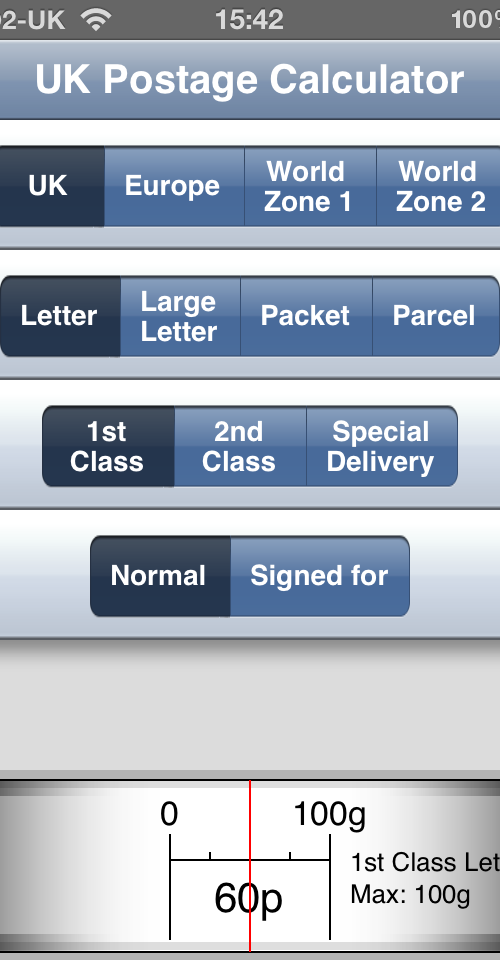 O2-UK 15:42 100%
UK Postage Calculator
UK Europe World Zone 1 World Zone 2
Letter Large Letter Packet Parcel
1st Class 2nd Class Special Delivery
Normal Signed for
0 100g
60p
1st Class Let
Max: 100g